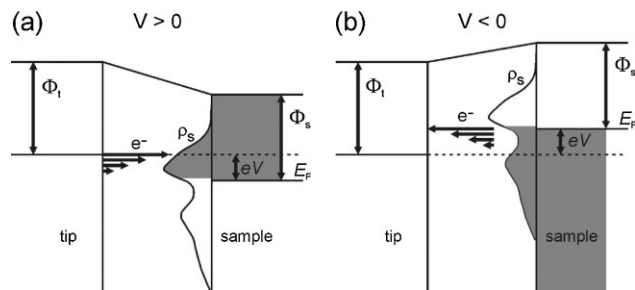 (a)
V > 0
Φt
e-
ρs
Φs
eV
EF
tip
sample
(b)
V < 0
Φt
e-
ρs
Φs
EF
eV
tip
sample